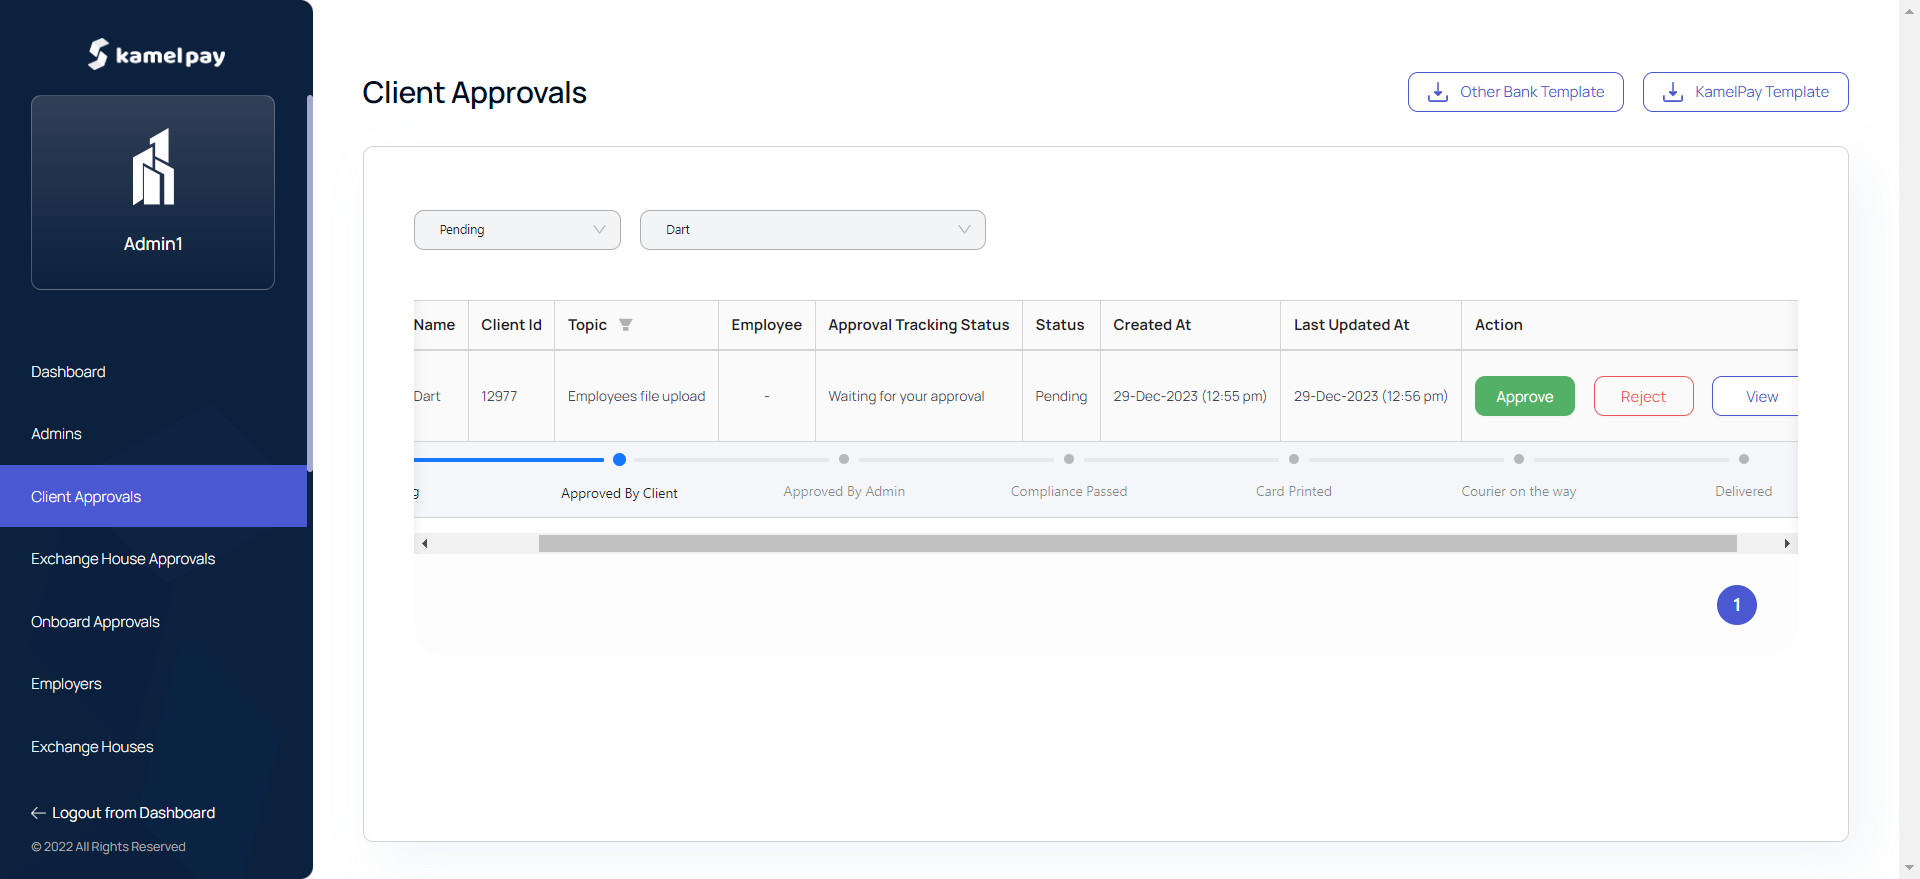 kamelpay
Admin1
Dashboard
Admins
Client Approvals
Exchange House Approvals
Onboard Approvals
Employers
Exchange Houses
Logout from Dashboard
© 2022 All Rights Reserved
Client Approvals
Other Bank Template
KamelPay Template
Pending
Dart
Name Client Id Topic Employee Approval Tracking Status Status Created At Last Updated At Action
Dart 12977 Employees file upload - Waiting for your approval Pending 29-Dec-2023 (12:55 pm) 29-Dec-2023 (12:56 pm) Approve Reject View
g Approved By Client Approved By Admin Compliance Passed Card Printed Courier on the way Delivered
1